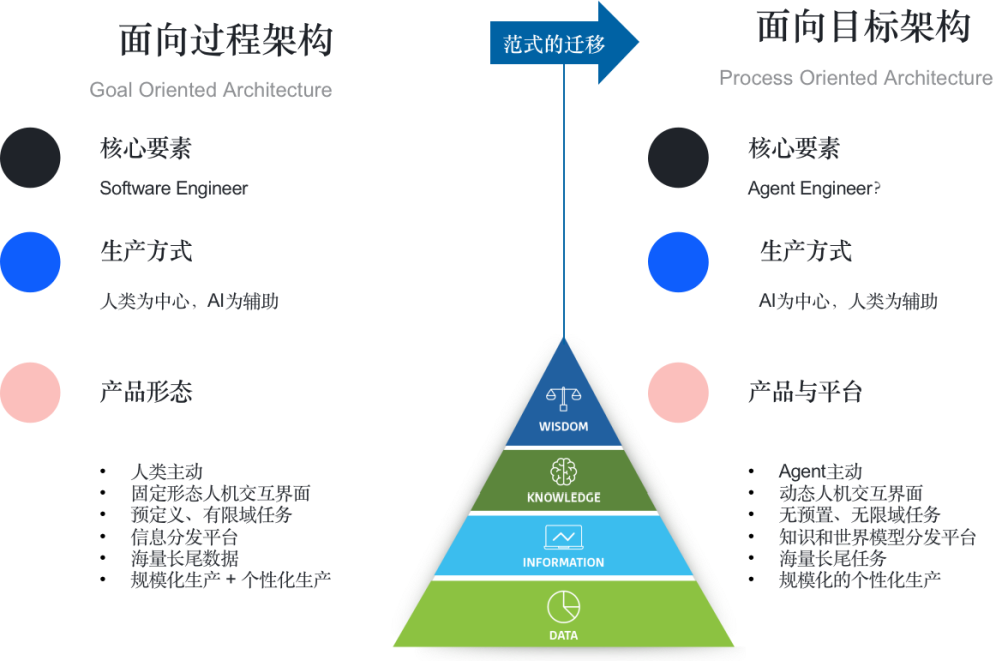 面向过程架构
Goal Oriented Architecture
核心要素
Software Engineer
生产方式
人类为中心，AI为辅助
产品形态
• 人类主动
• 固定形态人机交互界面
• 预定义、有限域任务
• 信息分发平台
• 海量长尾数据
• 规模化生产 + 个性化生产
范式的迁移
WISDOM
KNOWLEDGE
INFORMATION
DATA
面向目标架构
Process Oriented Architecture
核心要素
Agent Engineer?
生产方式
AI为中心，人类为辅助
产品与平台
• Agent主动
• 动态人机交互界面
• 无预置、无限域任务
• 知识和世界模型分发平台
• 海量长尾任务
• 规模化的个性化生产